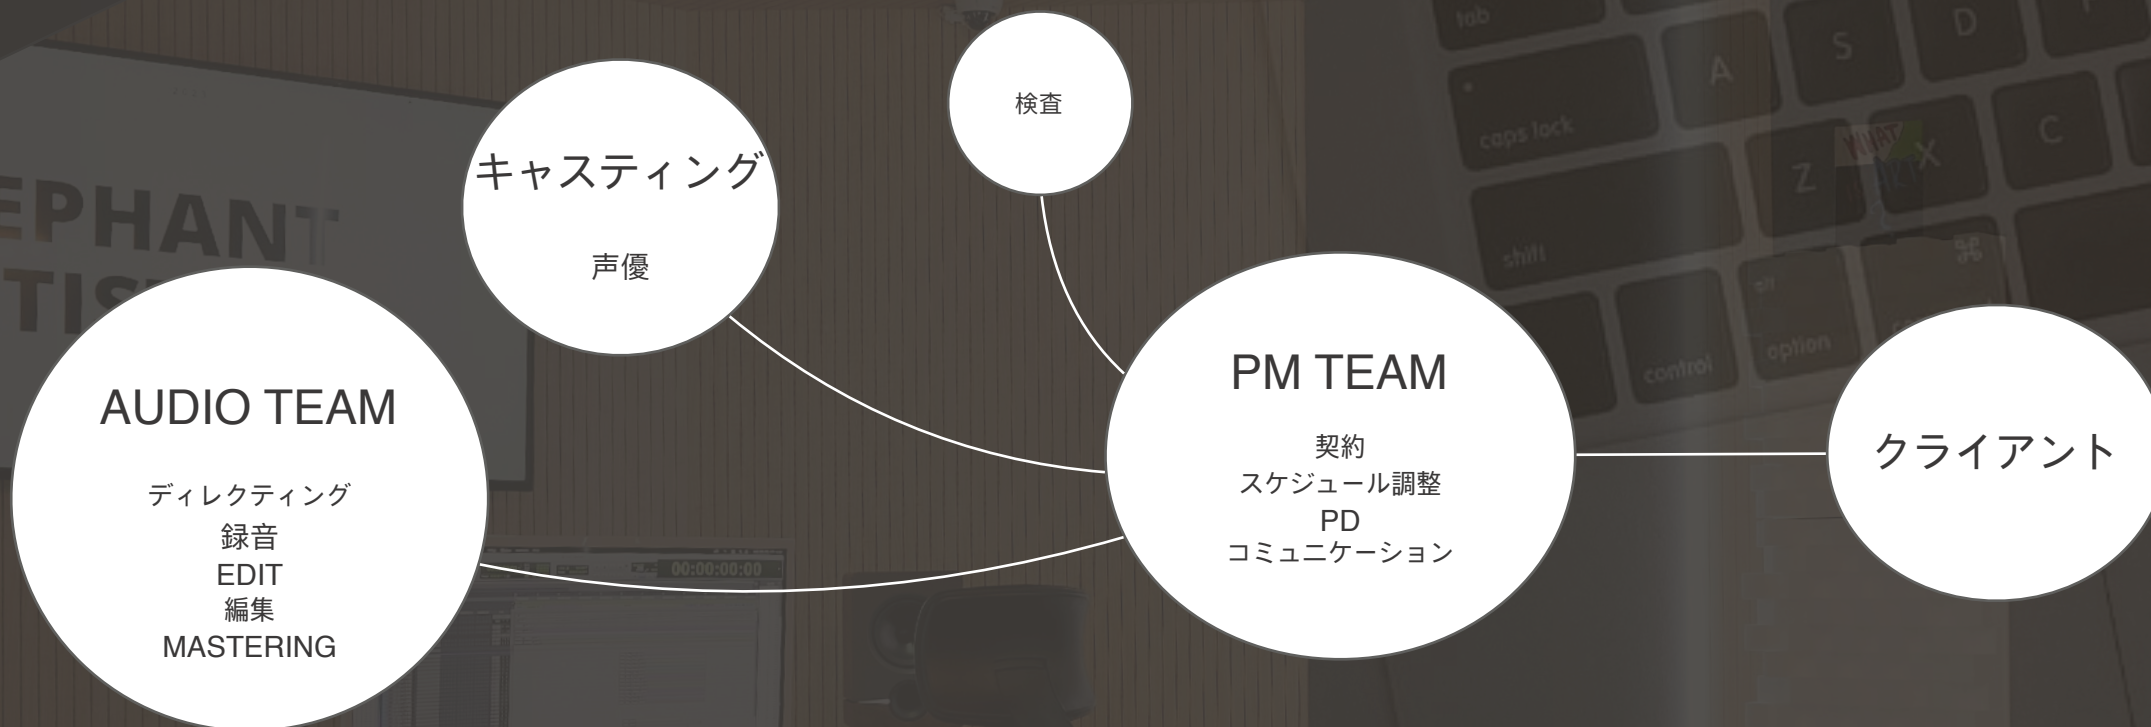 検査
キャスティング
声優
AUDIO TEAM
ディレクティング
録音
EDIT
編集
MASTERING
PM TEAM
契約
スケジュール調整
PD
コミュニケーション
クライアント
EPHANT
TIS
00:00:00:00
tab
A
S
D
caps lock
Z
X
C
WHAT
shift
⌘
control
alt
option